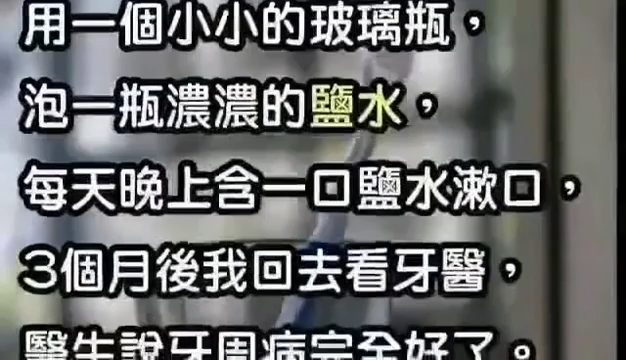 用一個小小的玻璃瓶，
泡一瓶濃濃的鹽水，
每天晚上含一口鹽水漱口，
3個月後我回去看牙醫，
醫生說牙周病完全好了。